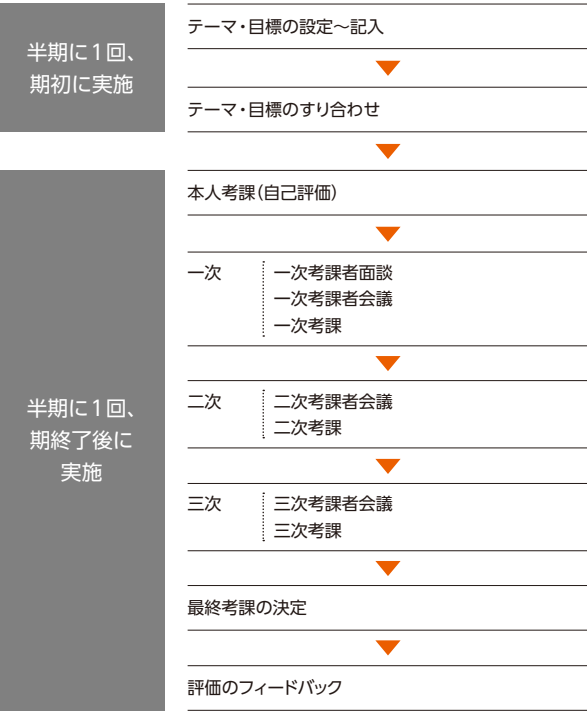 半期に1回、
期初に実施
テーマ・目標の設定～記入
テーマ・目標のすり合わせ
半期に1回、
期終了後に
実施
本人考課（自己評価）
一次
一次考課者面談
一次考課者会議
一次考課
二次
二次考課者会議
二次考課
三次
三次考課者会議
三次考課
最終考課の決定
評価のフィードバック